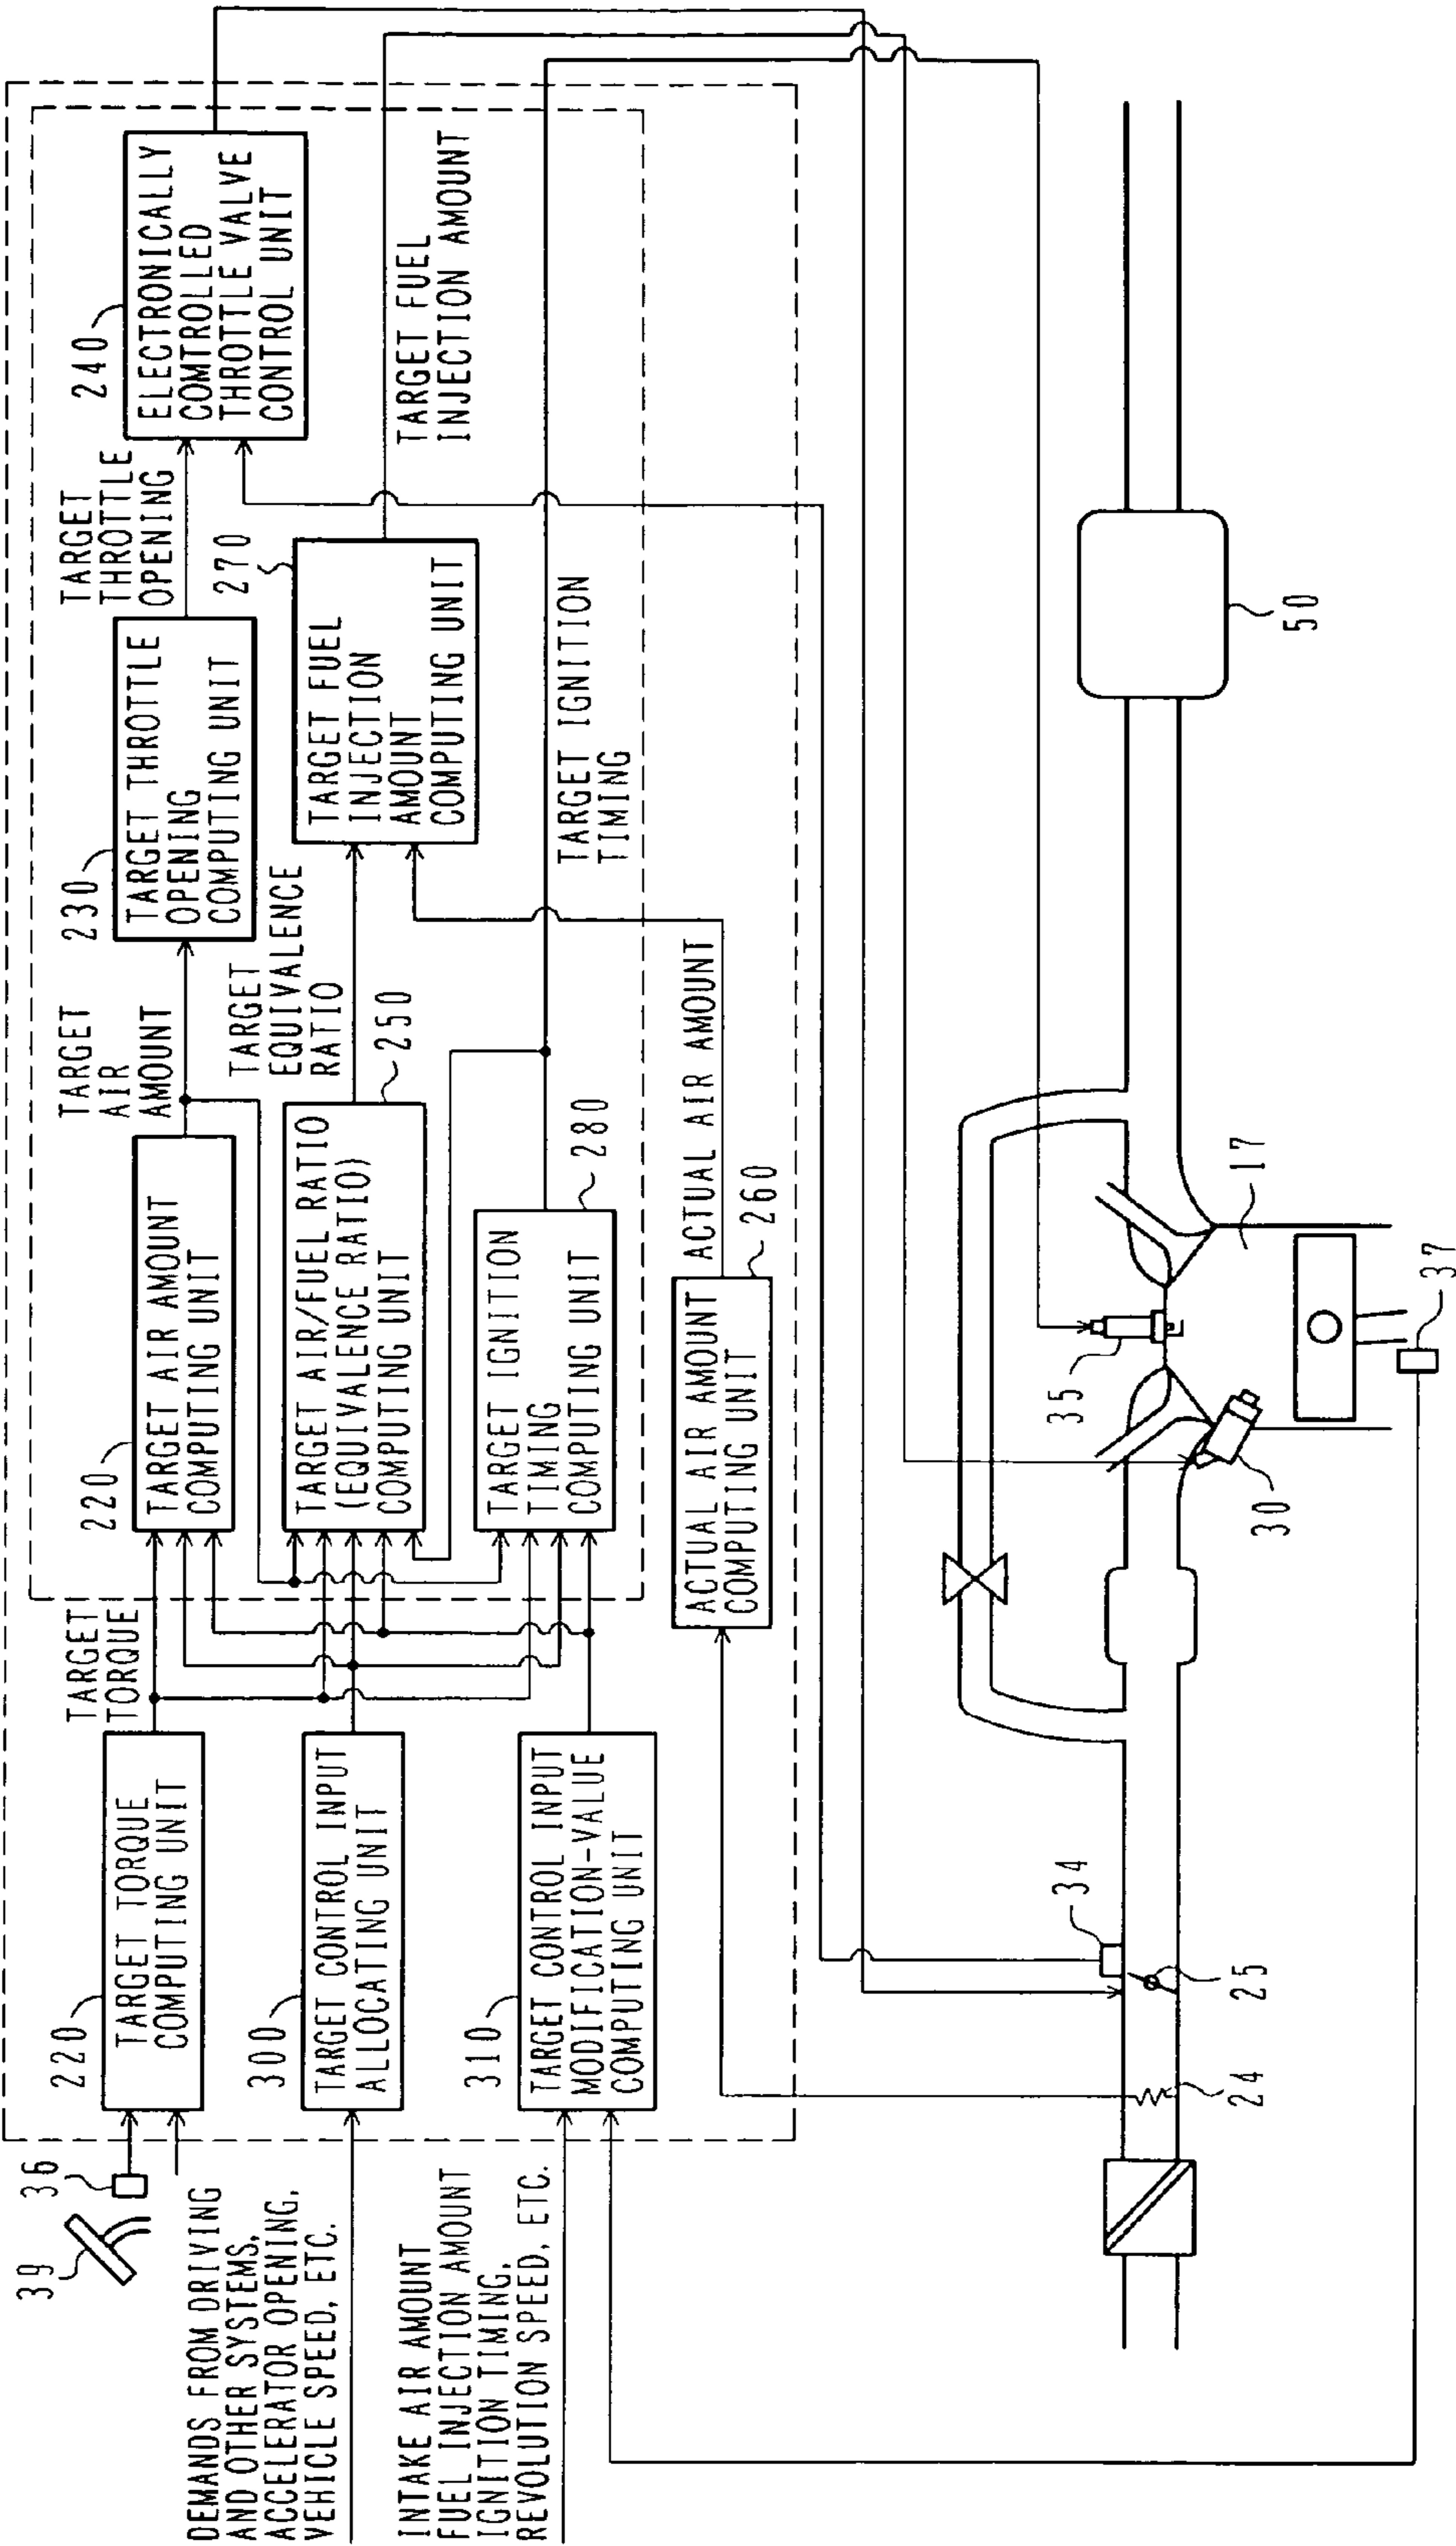 39
36
DEMANDS FROM DRIVING
AND OTHER SYSTEMS,
ACCELERATOR OPENING,
VEHICLE SPEED, ETC.
INTAKE AIR AMOUNT
FUEL INJECTION AMOUNT
IGNITION TIMING,
REVOLUTION SPEED, ETC.
220
TARGET TORQUE
COMPUTING UNIT
TARGET
TORQUE
300
TARGET CONTROL INPUT
ALLOCATING UNIT
310
TARGET CONTROL INPUT
MODIFICATION-VALUE
COMPUTING UNIT
220
TARGET AIR AMOUNT
COMPUTING UNIT
TARGET
AIR
AMOUNT
TARGET AIR/FUEL RATIO
(EQUIVALENCE RATIO)
COMPUTING UNIT
250
TARGET
EQUIVALENCE
RATIO
TARGET IGNITION
TIMING
COMPUTING UNIT
280
ACTUAL AIR AMOUNT
COMPUTING UNIT
260
ACTUAL AIR AMOUNT
230
TARGET THROTTLE
OPENING
COMPUTING UNIT
TARGET
THROTTLE
OPENING
270
TARGET FUEL
INJECTION
AMOUNT
COMPUTING UNIT
TARGET IGNITION
TIMING
240
ELECTRONICALLY
COMTROLLED
THROTTLE VALVE
CONTROL UNIT
TARGET FUEL
INJECTION AMOUNT
24
34
25
30
35
17
37
50